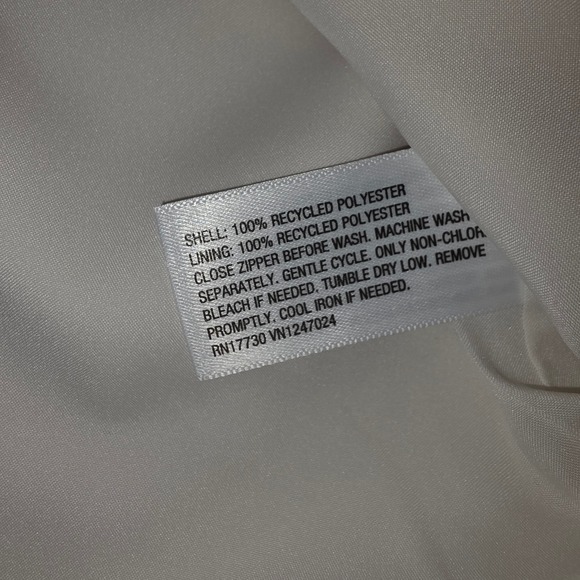 SHELL: 100% RECYCLED POLYESTER
LINING: 100% RECYCLED POLYESTER
CLOSE ZIPPER BEFORE WASH. MACHINE WASH
SEPARATELY. GENTLE CYCLE. ONLY NON-CHLOR
BLEACH IF NEEDED. TUMBLE DRY LOW. REMOVE
PROMPTLY. COOL IRON IF NEEDED.
RN17730 VN1247024